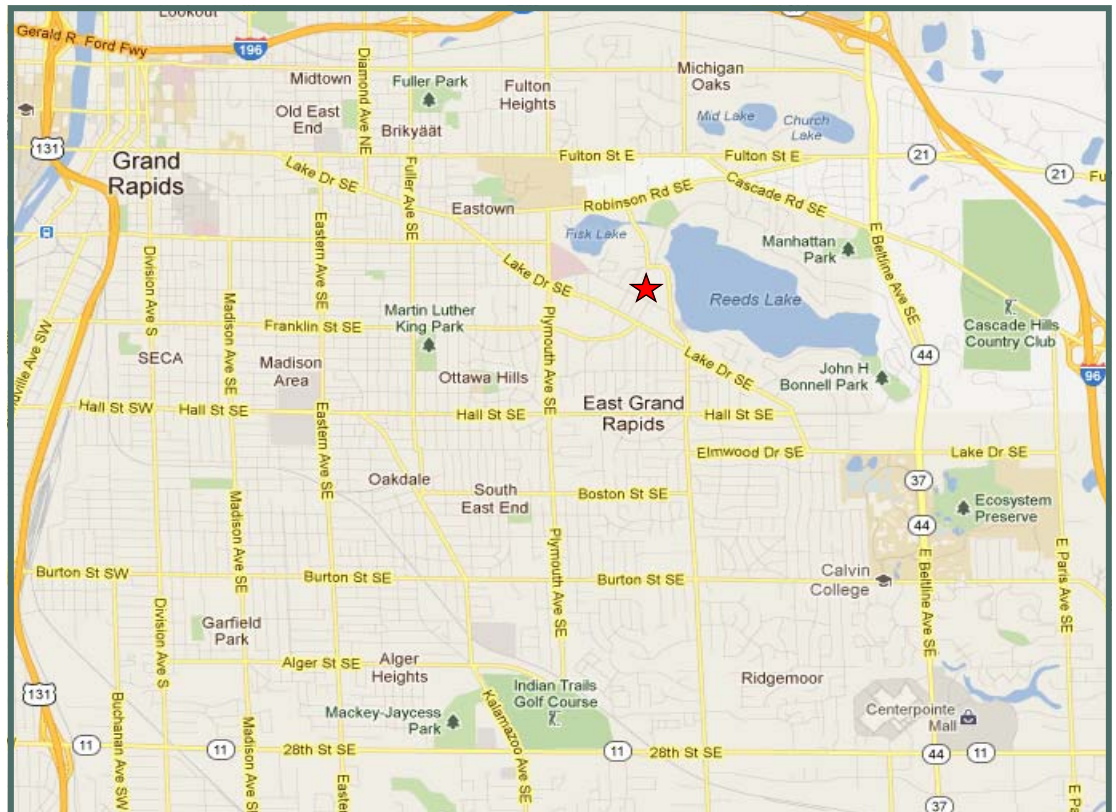 Lookout
Gerald R. Ford Fwy
196
Midtown
Diamond Ave NE
Fuller Park
Fulton
Heights
Michigan
Oaks
Old East
End
Brikyäät
Mid Lake
Church
Lake
131
Grand
Rapids
Lake Dr SE
Fuller Ave SE
Fulton St E
Fulton St E
21
21
Cascade Rd SE
Robinson Rd SE
Eastown
Eastern Ave SE
Fisk Lake
Manhattan
Park
E Beltline Ave SE
Division Ave S
Madison Ave SE
Lake Dr SE
Reeds Lake
Martin Luther
King Park
Franklin St SE
Plymouth Ave SE
Cascade Hills
Country Club
SECA
Madison
Area
Ottawa Hills
Lake Dr SE
44
John H
Bonnell Park
96
Hall St SW
Hall St SE
Eastern Ave SE
Hall St SE
East Grand
Rapids
Hall St SE
Elmwood Dr SE
Lake Dr SE
Oakdale
South
East End
Boston St SE
37
Ecosystem
Preserve
44
Madison Ave SE
Plymouth Ave SE
E Beltline Ave SE
E Paris Ave SE
Burton St SW
Burton St SE
Burton St SE
Calvin
College
Division Ave S
Garfield
Park
Alger St SE
Alger
Heights
Ridgemoor
131
Buchanan Ave SW
Indian Trails
Golf Course
Mackey-Jaycess
Park
Kalamazoo Ave SE
Centerpointe
Mall
11
11
28th St SE
11
28th St SE
44
11
37